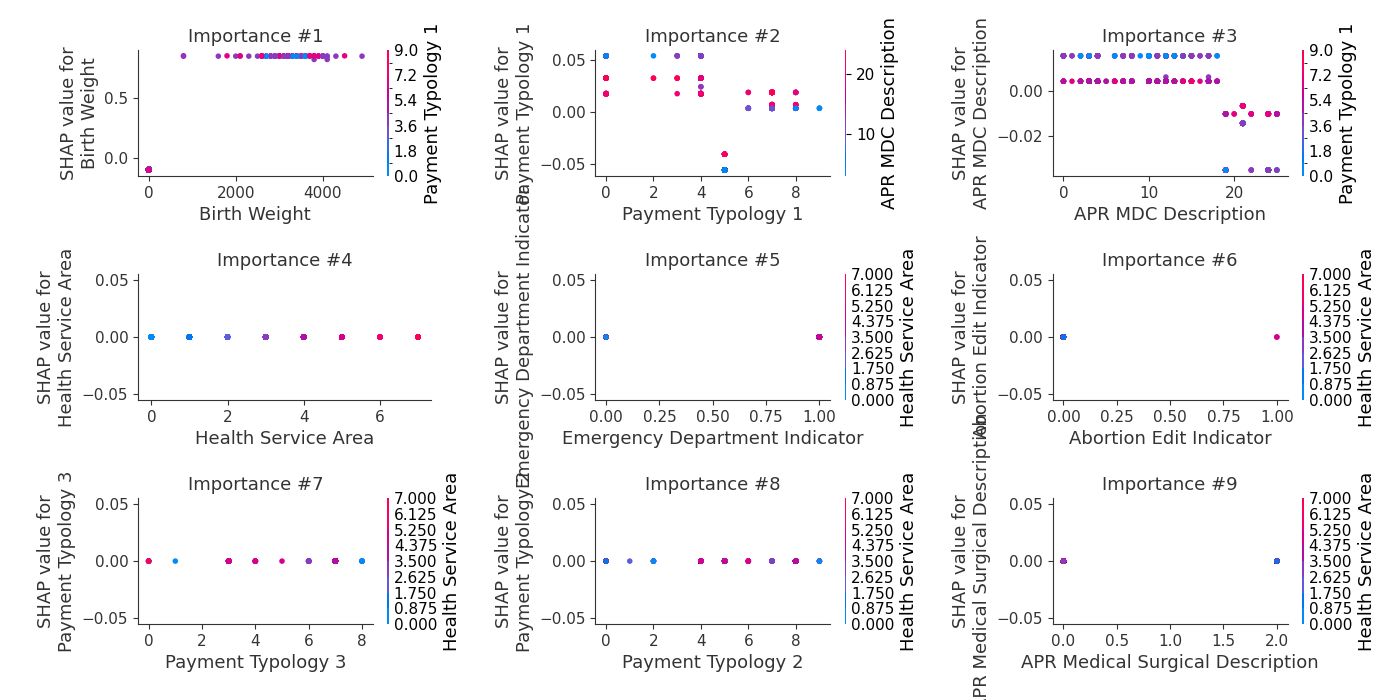 Importance #1
SHAP value for
Birth Weight
0.5
0.0
0
2000
4000
Birth Weight
9.0
7.2
5.4
3.6
1.8
0.0
Payment Typology 1
Importance #2
SHAP value for
Payment Typology 1
0.05
0.00
−0.05
0
2
4
6
8
Payment Typology 1
20
10
APR MDC Description
Importance #3
SHAP value for
APR MDC Description
0.00
−0.02
0
10
20
APR MDC Description
9.0
7.2
5.4
3.6
1.8
0.0
Payment Typology 1
Importance #4
SHAP value for
Health Service Area
0.05
0.00
−0.05
0
2
4
6
Health Service Area
Importance #5
SHAP value for
Emergency Department Indicator
0.05
0.00
−0.05
0.00
0.25
0.50
0.75
1.00
Emergency Department Indicator
7.000
6.125
5.250
4.375
3.500
2.625
1.750
0.875
0.000
Health Service Area
Importance #6
SHAP value for
Abortion Edit Indicator
0.05
0.00
−0.05
0.00
0.25
0.50
0.75
1.00
Abortion Edit Indicator
7.000
6.125
5.250
4.375
3.500
2.625
1.750
0.875
0.000
Health Service Area
Importance #7
SHAP value for
Payment Typology 3
0.05
0.00
−0.05
0
2
4
6
8
Payment Typology 3
7.000
6.125
5.250
4.375
3.500
2.625
1.750
0.875
0.000
Health Service Area
Importance #8
SHAP value for
Payment Typology 2
0.05
0.00
−0.05
0
2
4
6
8
Payment Typology 2
7.000
6.125
5.250
4.375
3.500
2.625
1.750
0.875
0.000
Health Service Area
Importance #9
SHAP value for
APR Medical Surgical Description
0.05
0.00
−0.05
0.0
0.5
1.0
1.5
2.0
APR Medical Surgical Description
7.000
6.125
5.250
4.375
3.500
2.625
1.750
0.875
0.000
Health Service Area